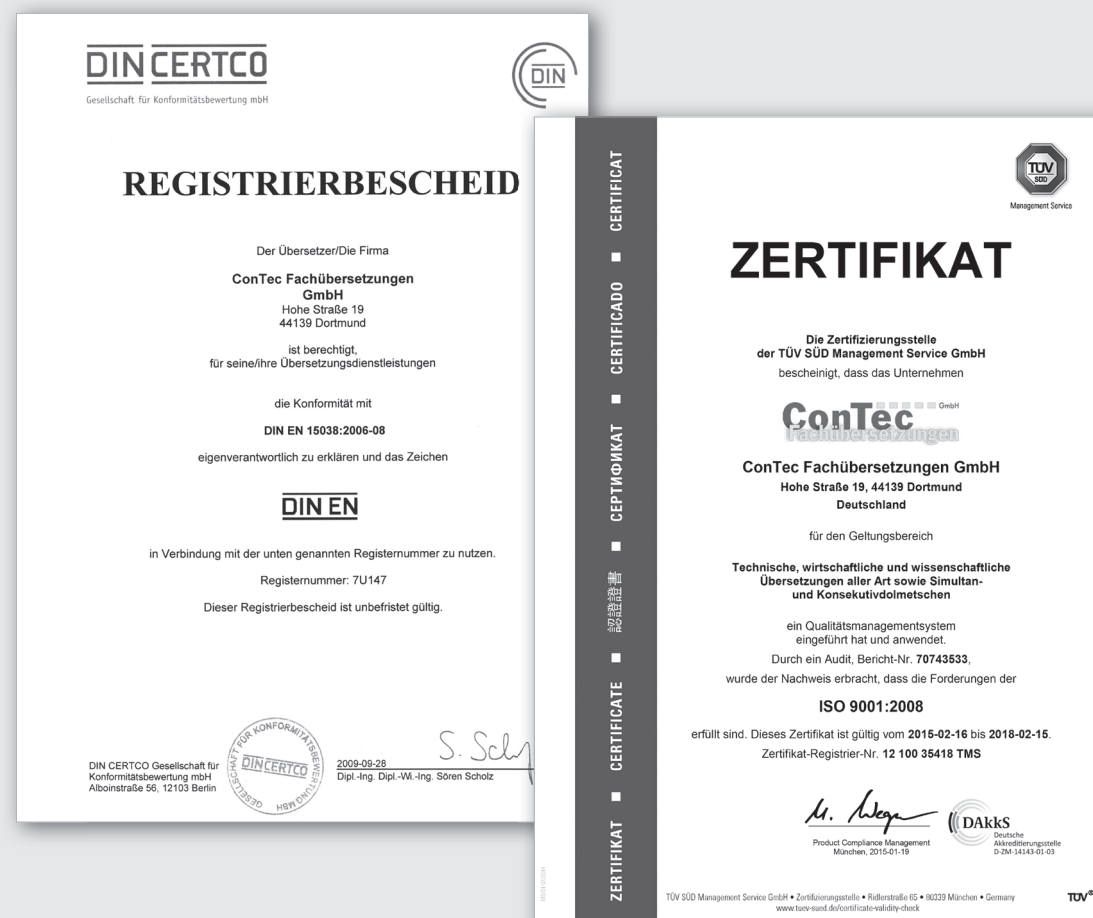 DIN CERTCO
Gesellschaft für Konformitätsbewertung mbH
DIN
REGISTRIERBESCHEID
Der Übersetzer/Die Firma
ConTec Fachübersetzungen
GmbH
Hohe Straße 19
44139 Dortmund
ist berechtigt,
für seine/ihre Übersetzungsdienstleistungen
die Konformität mit
DIN EN 15038:2006-08
eigenverantwortlich zu erklären und das Zeichen
DIN EN
in Verbindung mit der unten genannten Registernummer zu nutzen.
Registernummer: 7U147
Dieser Registrierbescheid ist unbefristet gültig.
DIN CERTCO Gesellschaft für
Konformitätsbewertung mbH
Alboinstraße 56, 12103 Berlin
GESELLSCHAFT FÜR KONFORMITÄTSBEWERTUNG MBH
DINCERTCO
2009-09-28
Dipl.-Ing. Dipl.-Wi.-Ing. Sören Scholz
ZERTIFIKAT ■ CERTIFICATE ■ 認證證書 ■ СЕРТИФИКАТ ■ CERTIFICADO ■ CERTIFICAT
TÜV
SÜD
Management Service
ZERTIFIKAT
Die Zertifizierungsstelle
der TÜV SÜD Management Service GmbH
bescheinigt, dass das Unternehmen
ConTec GmbH
Fachübersetzungen
ConTec Fachübersetzungen GmbH
Hohe Straße 19, 44139 Dortmund
Deutschland
für den Geltungsbereich
Technische, wirtschaftliche und wissenschaftliche
Übersetzungen aller Art sowie Simultan-
und Konsekutivdolmetschen
ein Qualitätsmanagementsystem
eingeführt hat und anwendet.
Durch ein Audit, Bericht-Nr. 70743533,
wurde der Nachweis erbracht, dass die Forderungen der
ISO 9001:2008
erfüllt sind. Dieses Zertifikat ist gültig vom 2015-02-16 bis 2018-02-15.
Zertifikat-Registrier-Nr. 12 100 35418 TMS
Product Compliance Management
München, 2015-01-19
DAkkS
Deutsche
Akkreditierungsstelle
D-ZM-14143-01-03
TÜV SÜD Management Service GmbH • Zertifizierungsstelle • Ridlerstraße 65 • 80339 München • Germany
www.tuev-sued.de/certificate-validity-check
TÜV®